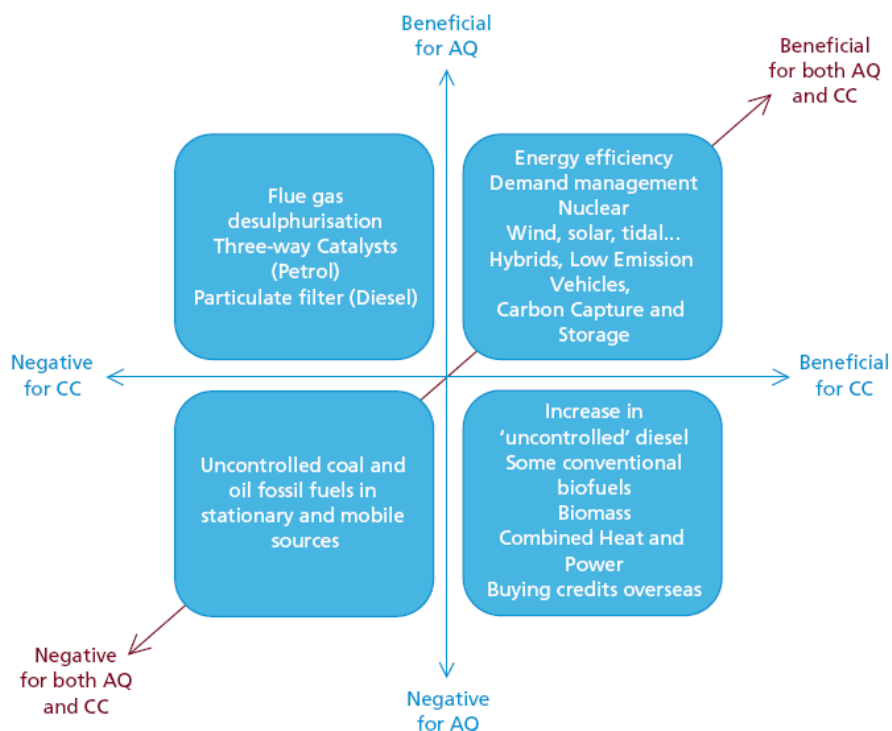 Beneficial
for AQ
Beneficial
for both AQ
and CC
Flue gas
desulphurisation
Three-way Catalysts
(Petrol)
Particulate filter (Diesel)
Energy efficiency
Demand management
Nuclear
Wind, solar, tidal...
Hybrids, Low Emission
Vehicles,
Carbon Capture and
Storage
Negative
for CC
Beneficial
for CC
Uncontrolled coal and
oil fossil fuels in
stationary and mobile
sources
Increase in
‘uncontrolled’ diesel
Some conventional
biofuels
Biomass
Combined Heat and
Power
Buying credits overseas
Negative
for both AQ
and CC
Negative
for AQ